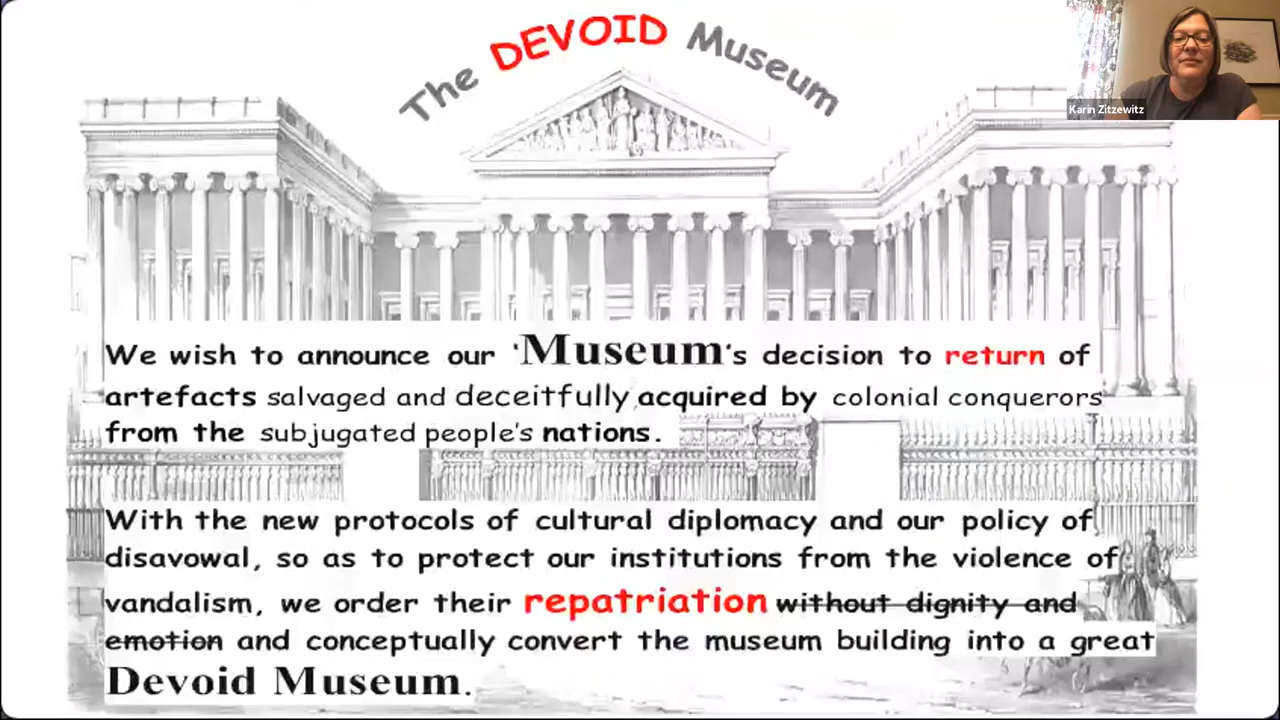 The DEVOID Museum
Karin Zitzewitz
We wish to announce our 'Museum's decision to return of
artefacts salvaged and deceitfully acquired by colonial conquerors
from the subjugated people's nations.
With the new protocols of cultural diplomacy and our policy of
disavowal, so as to protect our institutions from the violence of
vandalism, we order their repatriation without dignity and
emotion and conceptually convert the museum building into a great
Devoid Museum.